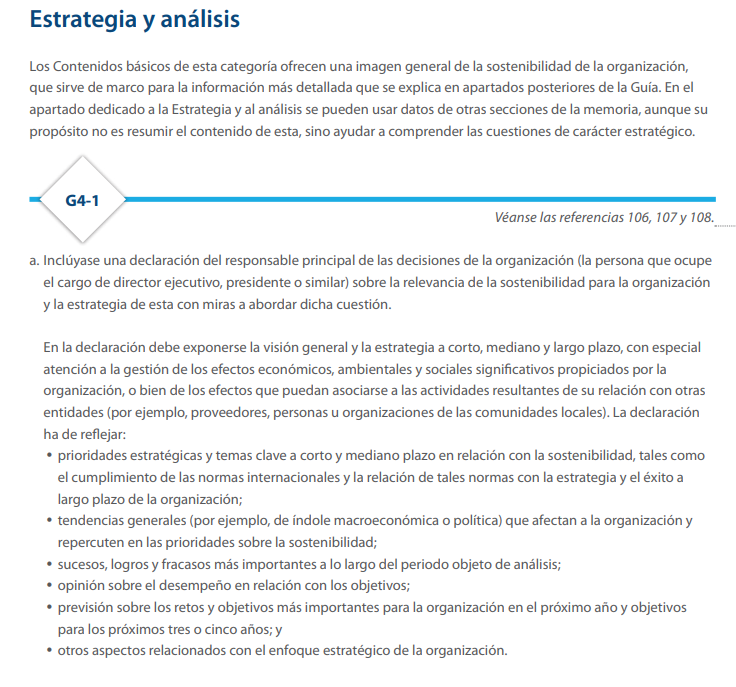 Estrategia y análisis
Los Contenidos básicos de esta categoría ofrecen una imagen general de la sostenibilidad de la organización,
que sirve de marco para la información más detallada que se explica en apartados posteriores de la Guía. En el
apartado dedicado a la Estrategia y al análisis se pueden usar datos de otras secciones de la memoria, aunque su
propósito no es resumir el contenido de esta, sino ayudar a comprender las cuestiones de carácter estratégico.
G4-1
Véanse las referencias 106, 107 y 108.
a. Inclúyase una declaración del responsable principal de las decisiones de la organización (la persona que ocupe
el cargo de director ejecutivo, presidente o similar) sobre la relevancia de la sostenibilidad para la organización
y la estrategia de esta con miras a abordar dicha cuestión.
En la declaración debe exponerse la visión general y la estrategia a corto, mediano y largo plazo, con especial
atención a la gestión de los efectos económicos, ambientales y sociales significativos propiciados por la
organización, o bien de los efectos que puedan asociarse a las actividades resultantes de su relación con otras
entidades (por ejemplo, proveedores, personas u organizaciones de las comunidades locales). La declaración
ha de reflejar:
• prioridades estratégicas y temas clave a corto y mediano plazo en relación con la sostenibilidad, tales como
el cumplimiento de las normas internacionales y la relación de tales normas con la estrategia y el éxito a
largo plazo de la organización;
• tendencias generales (por ejemplo, de índole macroeconómica o política) que afectan a la organización y
repercuten en las prioridades sobre la sostenibilidad;
• sucesos, logros y fracasos más importantes a lo largo del periodo objeto de análisis;
• opinión sobre el desempeño en relación con los objetivos;
• previsión sobre los retos y objetivos más importantes para la organización en el próximo año y objetivos
para los próximos tres o cinco años; y
• otros aspectos relacionados con el enfoque estratégico de la organización.